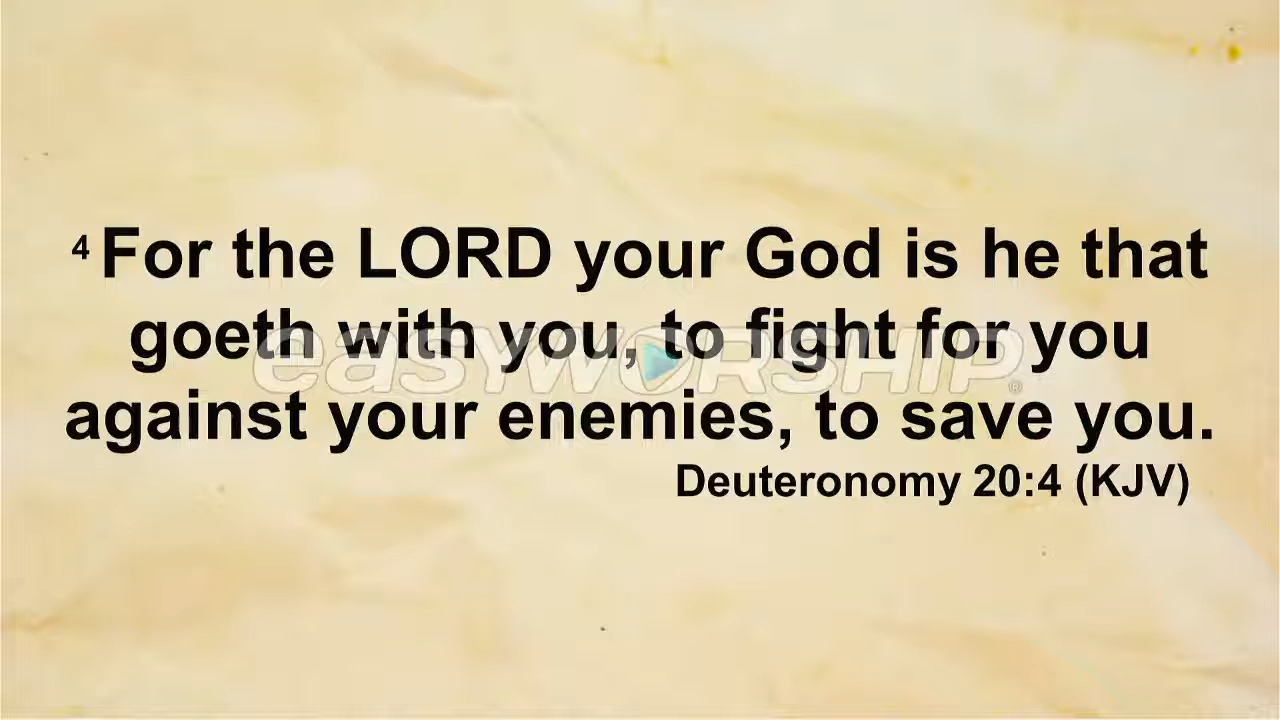 4 For the LORD your God is he that
goeth with you, to fight for you
against your enemies, to save you.
Deuteronomy 20:4 (KJV)
easyWORSHIP®